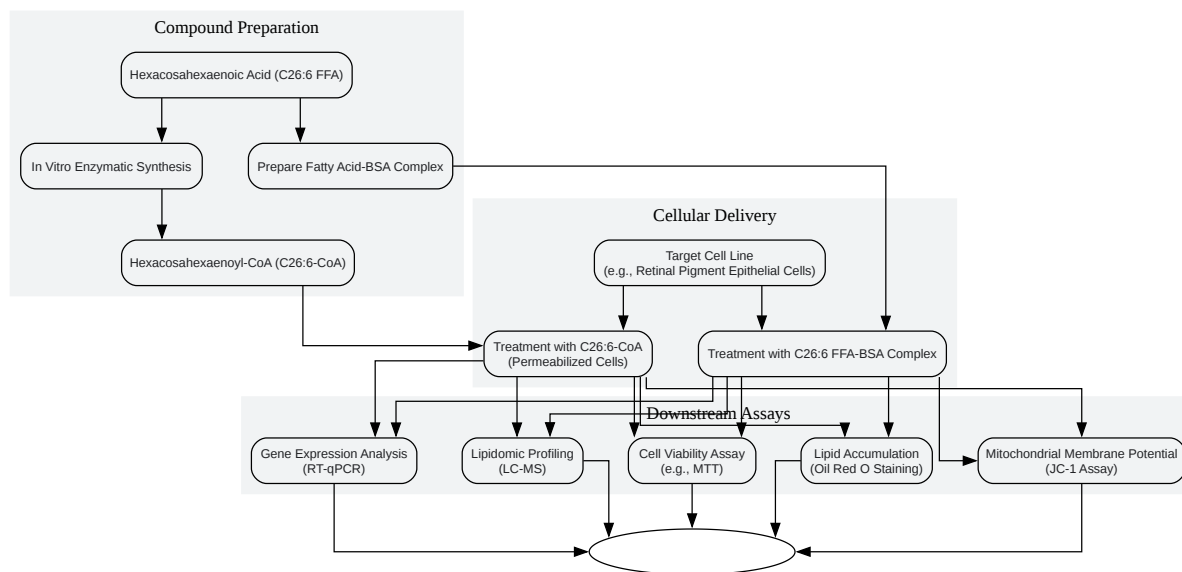 Compound Preparation
Hexacosahexaenoic Acid (C26:6 FFA)
In Vitro Enzymatic Synthesis
Prepare Fatty Acid-BSA Complex
Hexacosahexaenoyl-CoA (C26:6-CoA)
Cellular Delivery
Target Cell Line
(e.g., Retinal Pigment Epithelial Cells)
Treatment with C26:6-CoA
(Permeabilized Cells)
Treatment with C26:6 FFA-BSA Complex
Downstream Assays
Gene Expression Analysis
(RT-qPCR)
Lipidomic Profiling
(LC-MS)
Cell Viability Assay
(e.g., MTT)
Lipid Accumulation
(Oil Red O Staining)
Mitochondrial Membrane Potential
(JC-1 Assay)